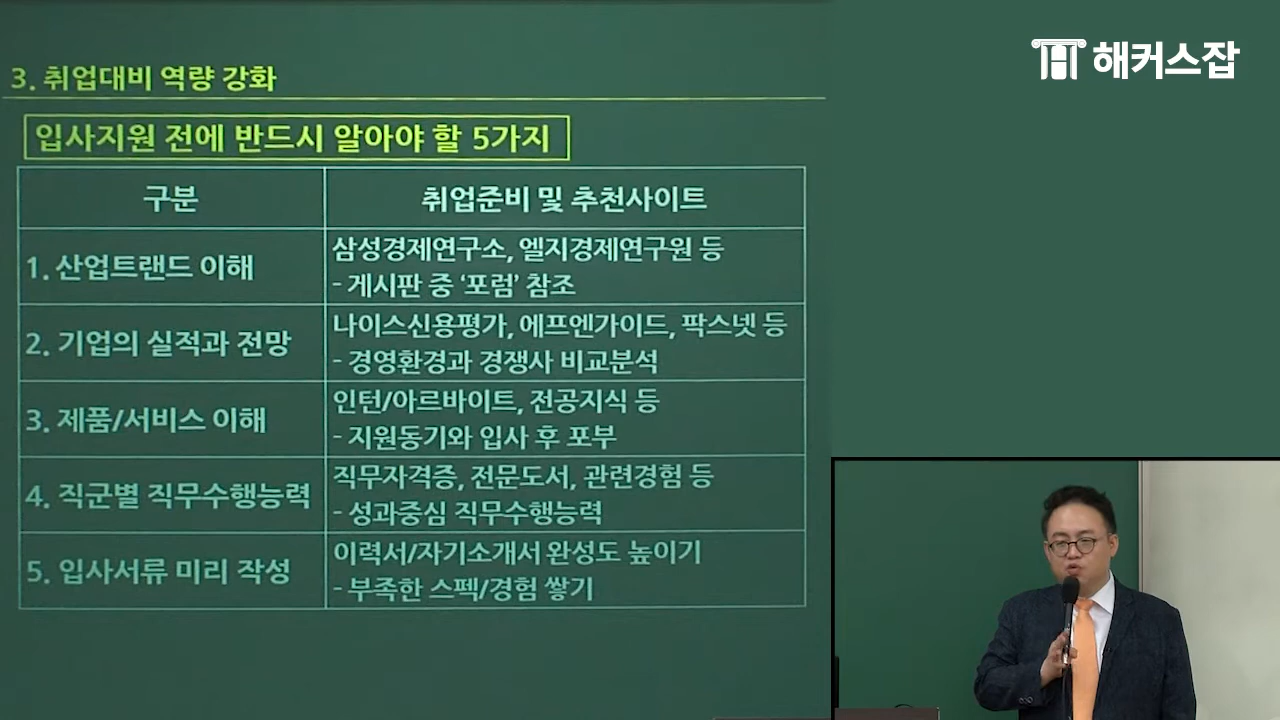 해커스잡
3. 취업대비 역량 강화
입사지원 전에 반드시 알아야 할 5가지
구분
취업준비 및 추천사이트
1. 산업트랜드 이해
삼성경제연구소, 엘지경제연구원 등
- 게시판 중 ‘포럼’ 참조
2. 기업의 실적과 전망
나이스신용평가, 에프엔가이드, 팍스넷 등
- 경영환경과 경쟁사 비교분석
3. 제품/서비스 이해
인턴/아르바이트, 전공지식 등
- 지원동기와 입사 후 포부
4. 직군별 직무수행능력
직무자격증, 전문도서, 관련경험 등
- 성과중심 직무수행능력
5. 입사서류 미리 작성
이력서/자기소개서 완성도 높이기
- 부족한 스펙/경험 쌓기